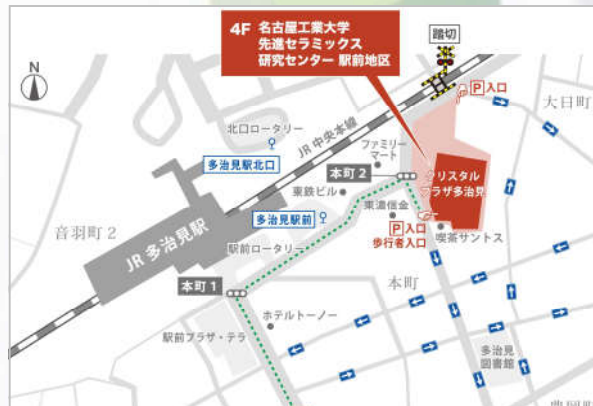 4F 名古屋工業大学
先進セラミックス
研究センター 駅前地区
踏切
N
P入口
大日町
北口ロータリー
JR 中央本線
ファミリー
マート
多治見駅北口
本町 2
クリスタル
プラザ多治見
東鉄ビル
音羽町 2
JR 多治見駅
多治見駅前
東濃信金
P入口
歩行者入口
喫茶サントス
駅前ロータリー
本町
本町 1
ホテルトーノー
駅前プラザ・テラ
多治見
図書館